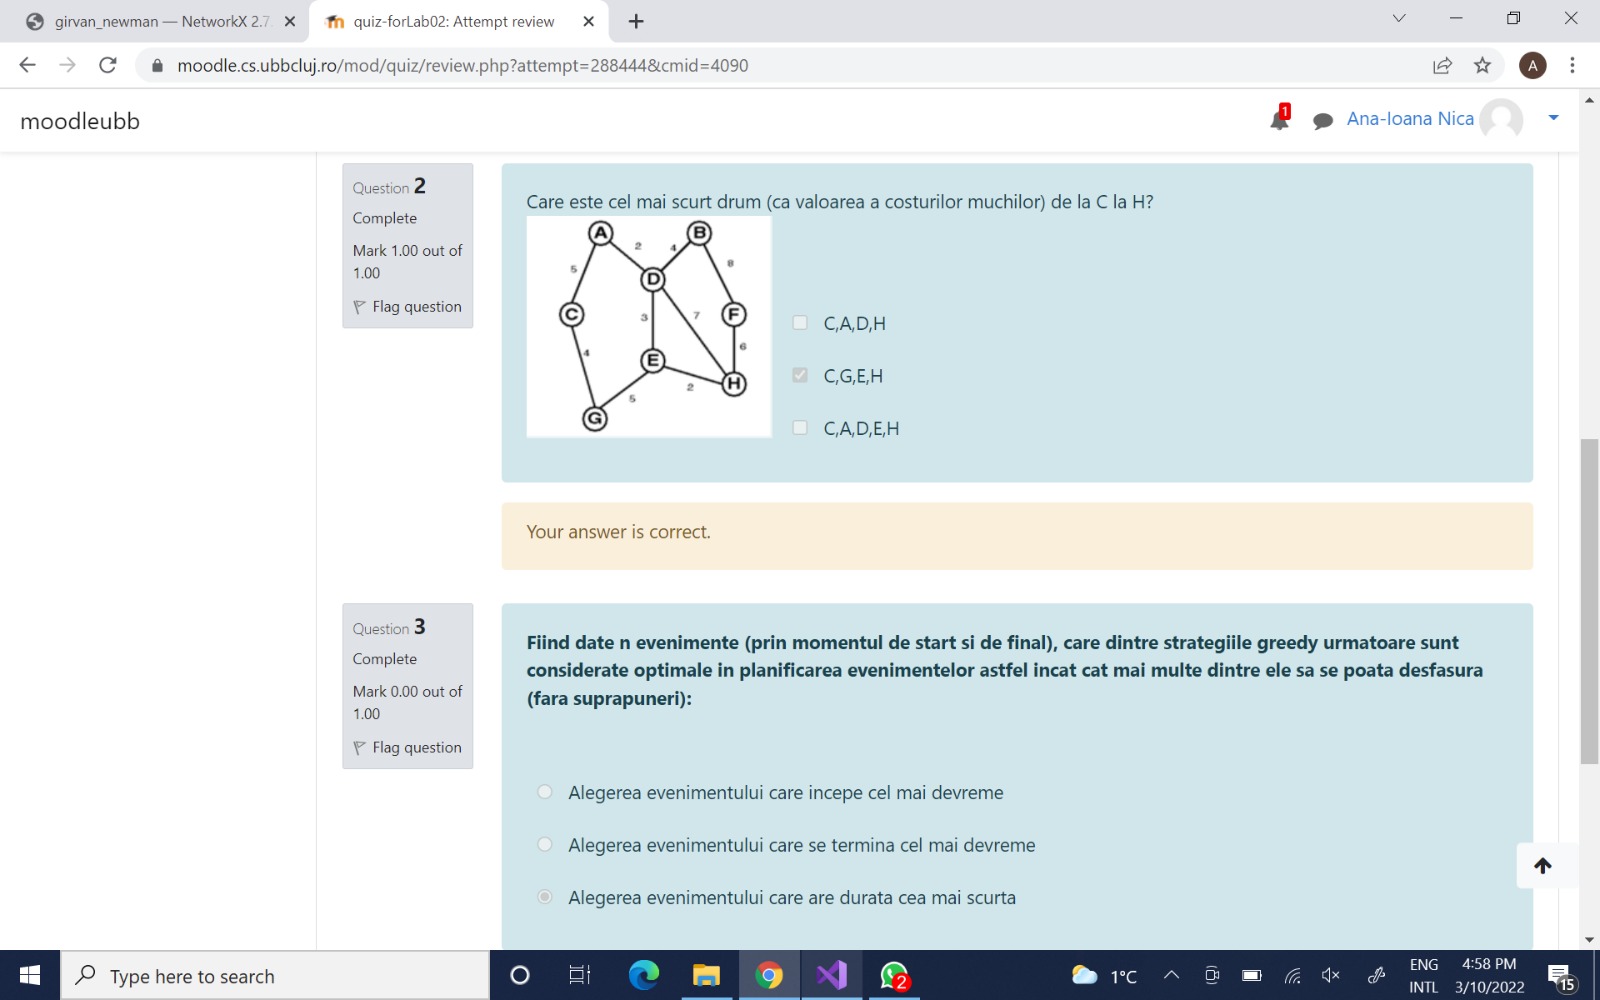 girvan_newman — NetworkX 2.7
quiz-forLab02: Attempt review
moodle.cs.ubbcluj.ro/mod/quiz/review.php?attempt=288444&cmid=4090
A
moodleubb
1
Ana-Ioana Nica
Question 2
Complete
Mark 1.00 out of
1.00
Flag question
Care este cel mai scurt drum (ca valoarea a costurilor muchilor) de la C la H?
A
B
2
4
5
8
D
C
F
3
7
4
6
E
H
2
5
G
C,A,D,H
C,G,E,H
C,A,D,E,H
Your answer is correct.
Question 3
Complete
Mark 0.00 out of
1.00
Flag question
Fiind date n evenimente (prin momentul de start si de final), care dintre strategiile greedy urmatoare sunt
considerate optimale in planificarea evenimentelor astfel incat cat mai multe dintre ele sa se poata desfasura
(fara suprapuneri):
Alegerea evenimentului care incepe cel mai devreme
Alegerea evenimentului care se termina cel mai devreme
Alegerea evenimentului care are durata cea mai scurta
Type here to search
2
1°C
ENG
INTL
4:58 PM
3/10/2022
15